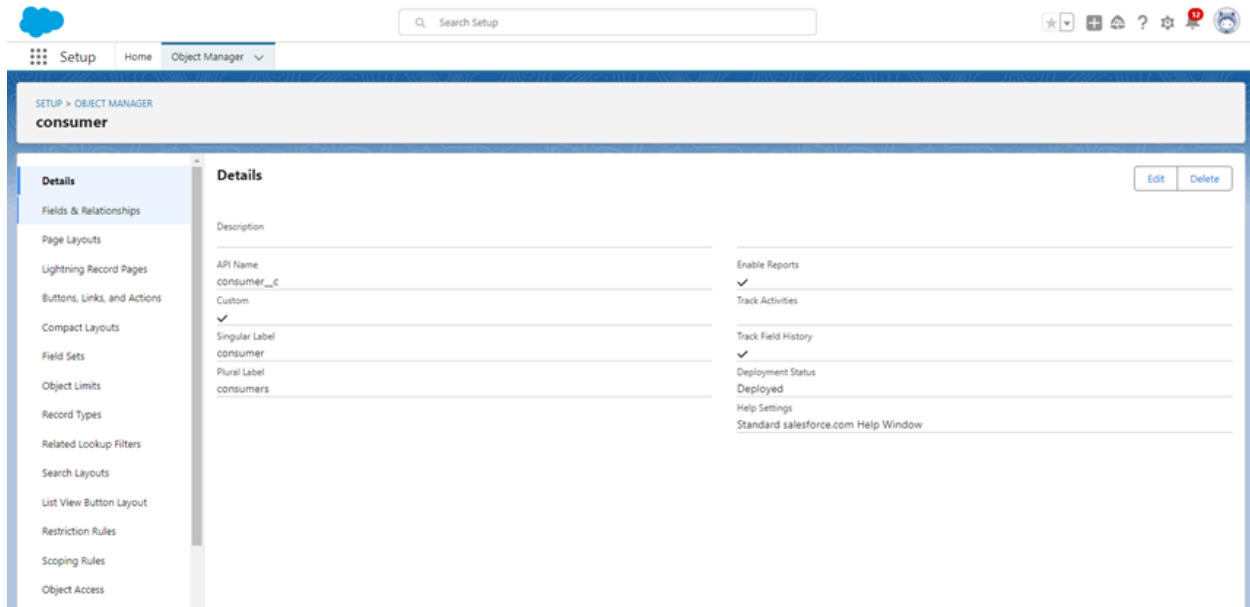 Search Setup
12
Setup
Home
Object Manager
SETUP > OBJECT MANAGER
consumer
Details
Fields & Relationships
Page Layouts
Lightning Record Pages
Buttons, Links, and Actions
Compact Layouts
Field Sets
Object Limits
Record Types
Related Lookup Filters
Search Layouts
List View Button Layout
Restriction Rules
Scoping Rules
Object Access
Details
Edit
Delete
Description
API Name
consumer__c
Custom
Singular Label
consumer
Plural Label
consumers
Enable Reports
Track Activities
Track Field History
Deployment Status
Deployed
Help Settings
Standard salesforce.com Help Window